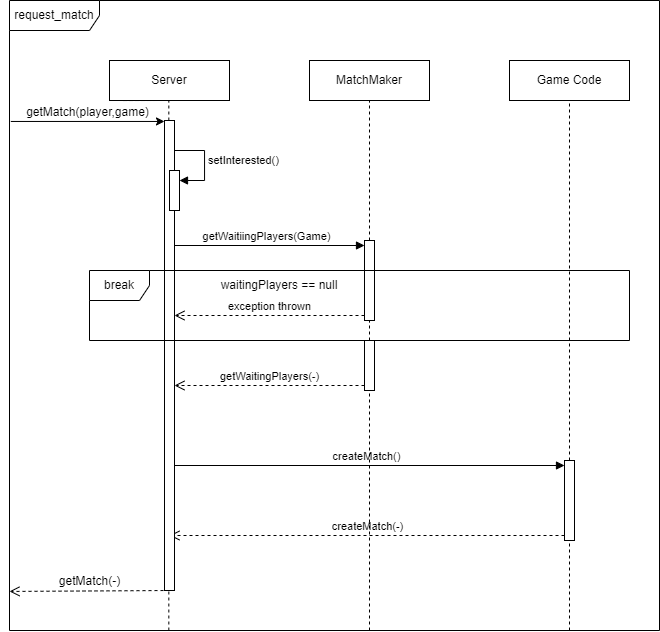 request_match
Server
MatchMaker
Game Code
getMatch(player,game)
setInterested()
getWaitiingPlayers(Game)
break
waitingPlayers == null
exception thrown
getWaitingPlayers(-)
createMatch()
createMatch(-)
getMatch(-)